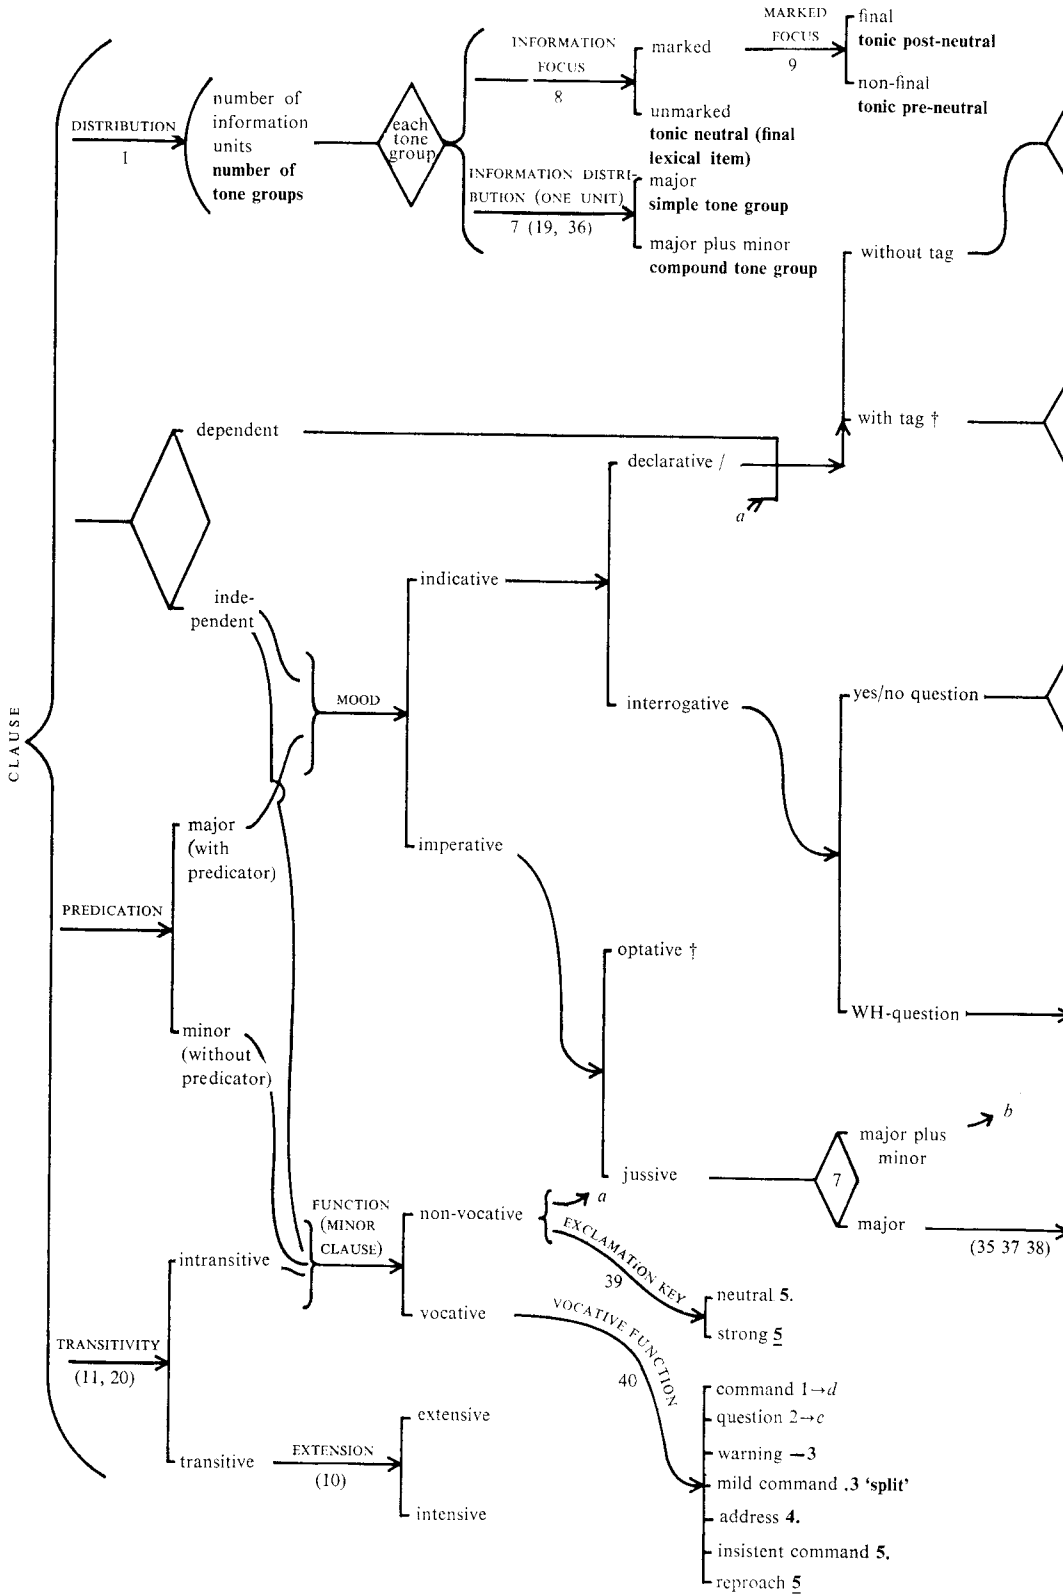 INFORMATION
FOCUS
8
marked
unmarked
tonic neutral (final
lexical item)
MARKED
FOCUS
9
final
tonic post-neutral
non-final
tonic pre-neutral
DISTRIBUTION
1
number of
information
units
number of
tone groups
each
tone
group
INFORMATION DISTRI-
BUTION (ONE UNIT)
7 (19, 36)
major
simple tone group
major plus minor
compound tone group
without tag
with tag †
dependent
declarative /
a
inde-
pendent
indicative
MOOD
interrogative
yes/no question
CLAUSE
major
(with
predicator)
imperative
PREDICATION
optative †
WH-question
minor
(without
predicator)
b
major plus
minor
jussive
7
major
(35 37 38)
FUNCTION
(MINOR
CLAUSE)
non-vocative
a
EXCLAMATION KEY
39
intransitive
neutral 5.
strong 5
vocative
VOCATIVE FUNCTION
40
TRANSITIVITY
(11, 20)
command 1→d
question 2→c
warning –3
mild command .3 ‘split’
address 4.
insistent command 5.
reproach 5
extensive
transitive
EXTENSION
(10)
intensive